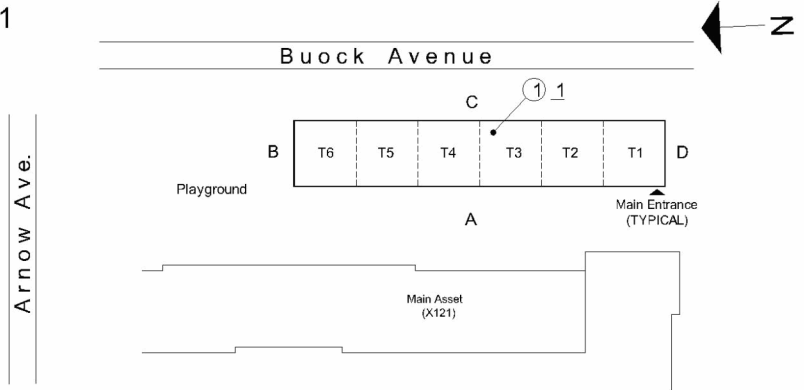 1
N
Buock Avenue
C
1 1
B
T6 T5 T4 T3 T2 T1
D
Playground
Main Entrance
(TYPICAL)
A
Arnow Ave.
Main Asset
(X121)